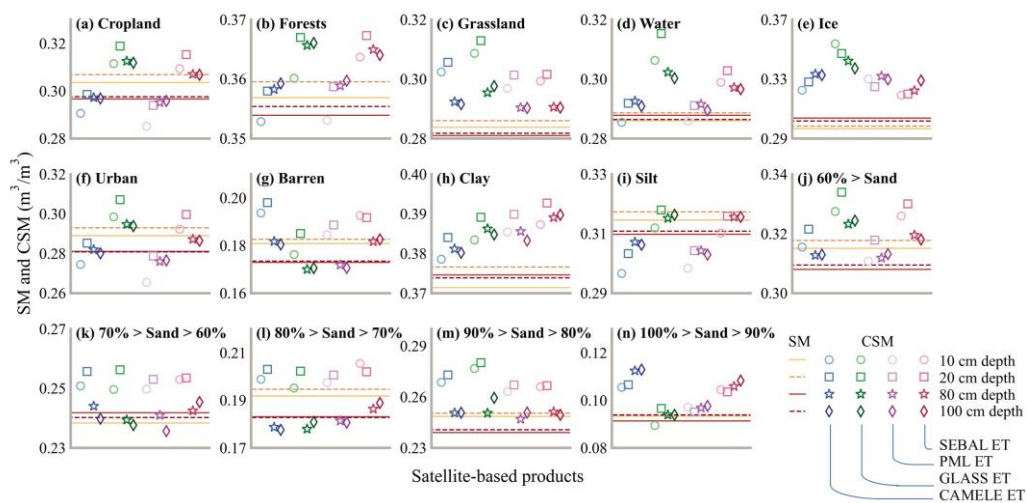 (a) Cropland
(b) Forests
(c) Grassland
(d) Water
(e) Ice
0.32
0.30
0.28
0.37
0.36
0.35
0.32
0.30
0.28
0.32
0.30
0.28
0.33
0.29
(f) Urban
(g) Barren
(h) Clay
(i) Silt
(j) 60% > Sand
0.30
0.28
0.26
0.20
0.18
0.16
0.39
0.38
0.37
0.33
0.31
0.29
0.34
0.32
0.30
(k) 70% > Sand > 60%
(l) 80% > Sand > 70%
(m) 90% > Sand > 80%
(n) 100% > Sand > 90%
0.27
0.25
0.23
0.21
0.19
0.17
0.29
0.26
0.23
0.12
0.10
0.08
SM and CSM (m³/m³)
Satellite-based products
SM CSM
10 cm depth
20 cm depth
80 cm depth
100 cm depth
SEBAL ET
PML ET
GLASS ET
CAMELE ET